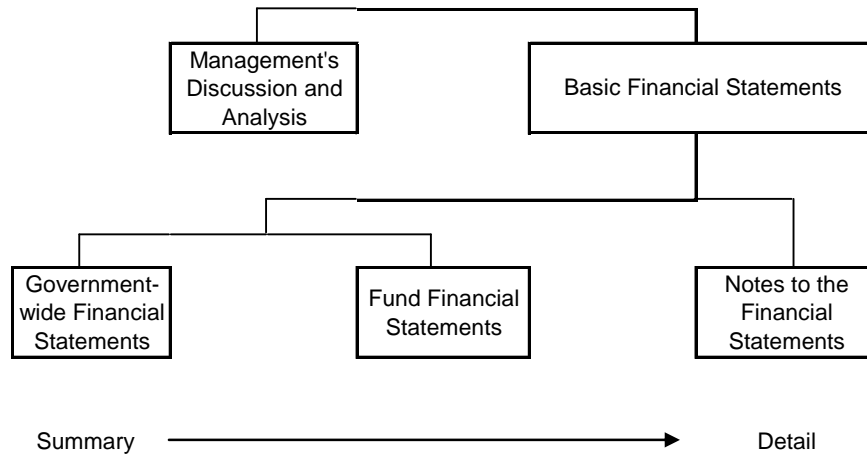 Management's
Discussion and
Analysis
Basic Financial Statements
Government-
wide Financial
Statements
Fund Financial
Statements
Notes to the
Financial
Statements
Summary
Detail